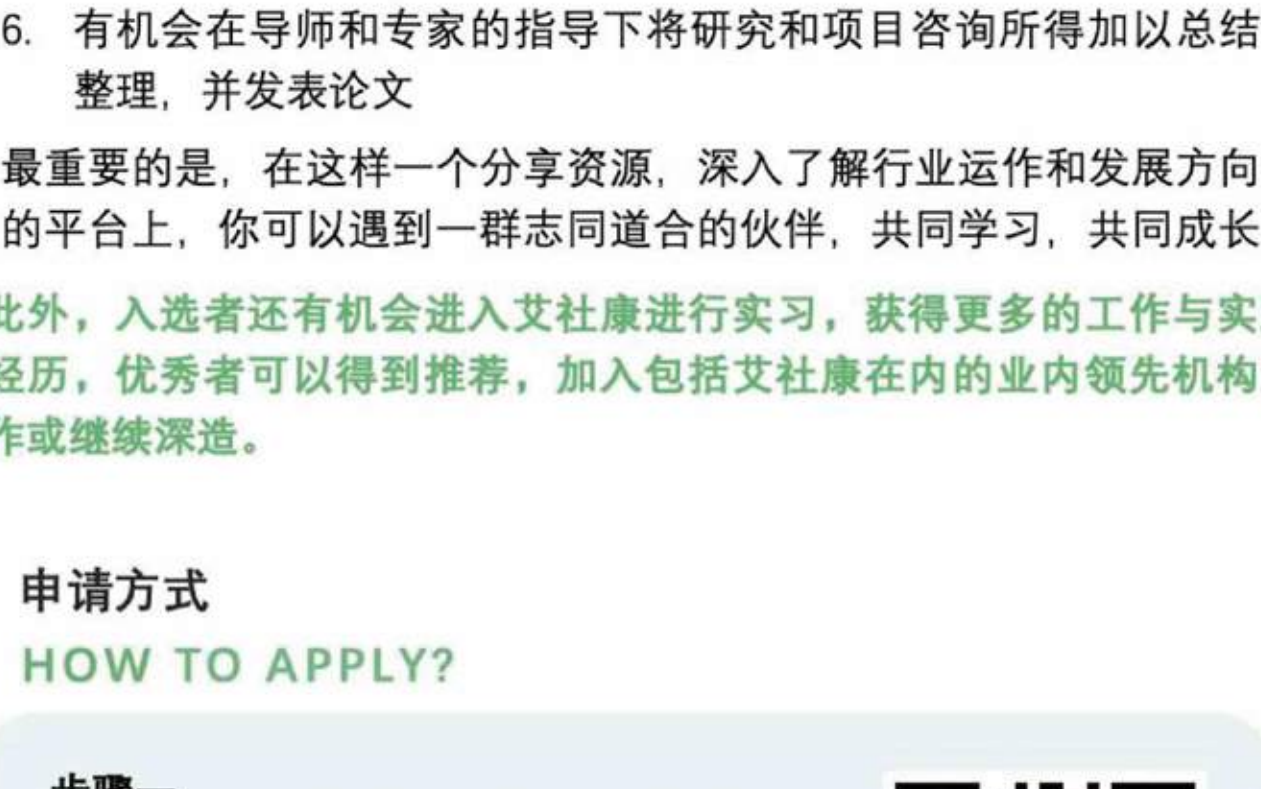 6. 有机会在导师和专家的指导下将研究和项目咨询所得加以总结
整理，并发表论文
最重要的是，在这样一个分享资源，深入了解行业运作和发展方向
的平台上，你可以遇到一群志同道合的伙伴，共同学习，共同成长
此外，入选者还有机会进入艾社康进行实习，获得更多的工作与实
经历，优秀者可以得到推荐，加入包括艾社康在内的业内领先机构
作或继续深造。
申请方式
HOW TO APPLY?
步骤一